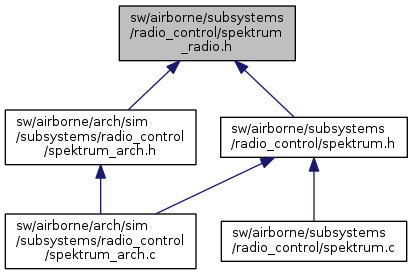 sw/airborne/subsystems
/radio_control/spektrum
_radio.h
sw/airborne/arch/sim
/subsystems/radio_control
/spektrum_arch.h
sw/airborne/subsystems
/radio_control/spektrum.h
sw/airborne/arch/sim
/subsystems/radio_control
/spektrum_arch.c
sw/airborne/subsystems
/radio_control/spektrum.c